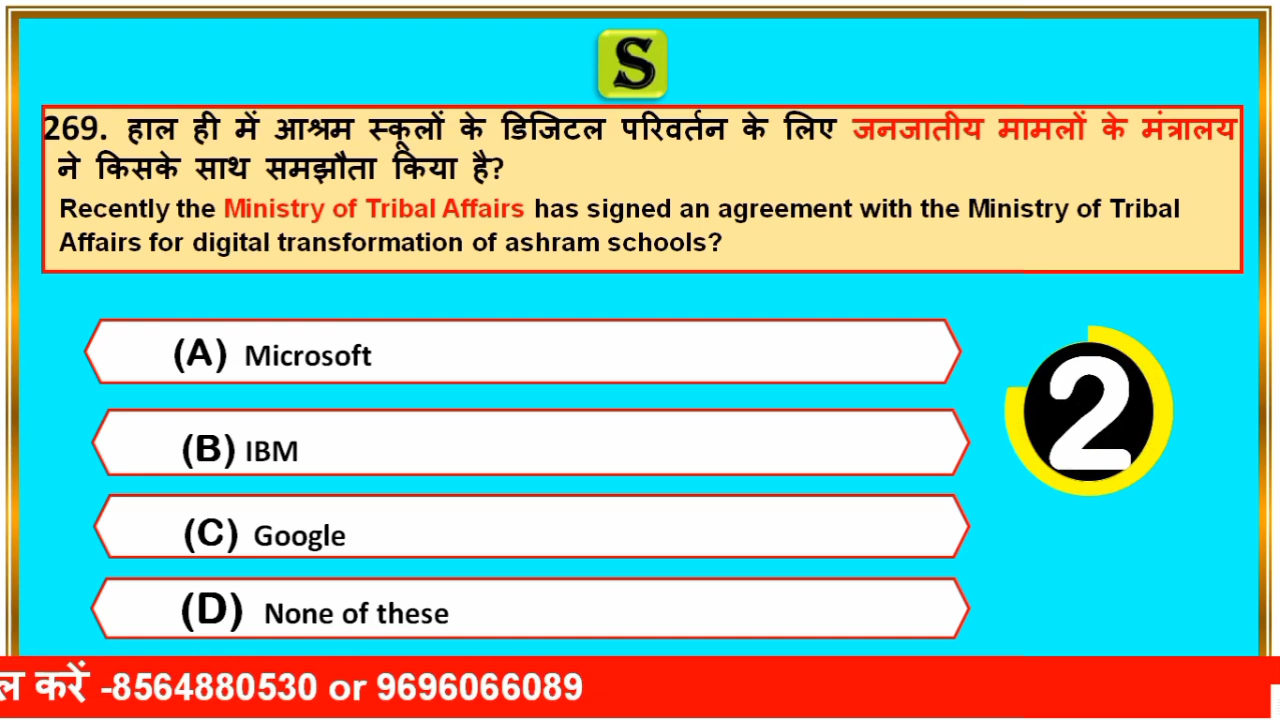 S
269. हाल ही में आश्रम स्कूलों के डिजिटल परिवर्तन के लिए जनजातीय मामलों के मंत्रालय
ने किसके साथ समझौता किया है?
Recently the Ministry of Tribal Affairs has signed an agreement with the Ministry of Tribal
Affairs for digital transformation of ashram schools?
(A) Microsoft
2
(B) IBM
(C) Google
(D) None of these
ल करें -8564880530 or 9696066089